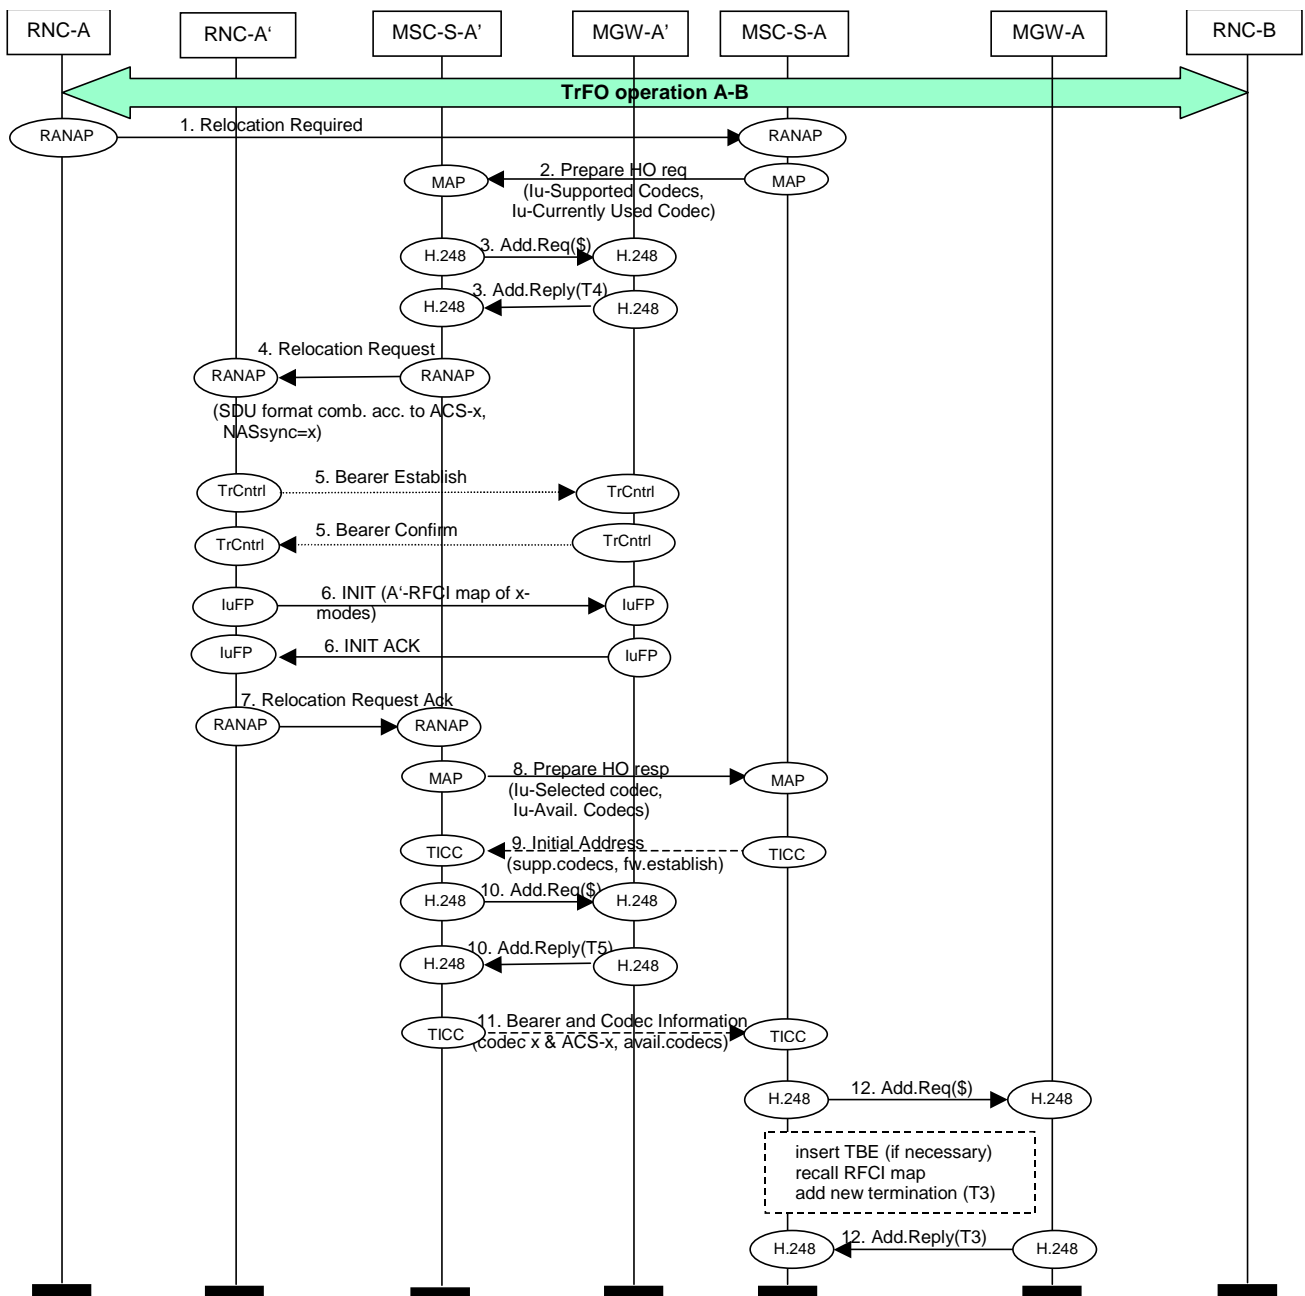 RNC-A
RNC-A‘
MSC-S-A’
MGW-A’
MSC-S-A
MGW-A
RNC-B
TrFO operation A-B
RANAP
1. Relocation Required
RANAP
MAP
2. Prepare HO req
(Iu-Supported Codecs,
Iu-Currently Used Codec)
MAP
H.248
3. Add.Req($)
H.248
H.248
3. Add.Reply(T4)
H.248
4. Relocation Request
RANAP
RANAP
(SDU format comb. acc. to ACS-x,
NASsync=x)
TrCntrl
5. Bearer Establish
TrCntrl
TrCntrl
5. Bearer Confirm
TrCntrl
IuFP
6. INIT (A‘-RFCI map of x-
modes)
IuFP
IuFP
6. INIT ACK
IuFP
7. Relocation Request Ack
RANAP
RANAP
MAP
8. Prepare HO resp
(Iu-Selected codec,
Iu-Avail. Codecs)
MAP
TICC
9. Initial Address
(supp.codecs, fw.establish)
TICC
H.248
10. Add.Req($)
H.248
H.248
10. Add.Reply(T5)
H.248
TICC
11. Bearer and Codec Information
(codec x & ACS-x, avail.codecs)
TICC
H.248
12. Add.Req($)
H.248
insert TBE (if necessary)
recall RFCI map
add new termination (T3)
H.248
12. Add.Reply(T3)
H.248